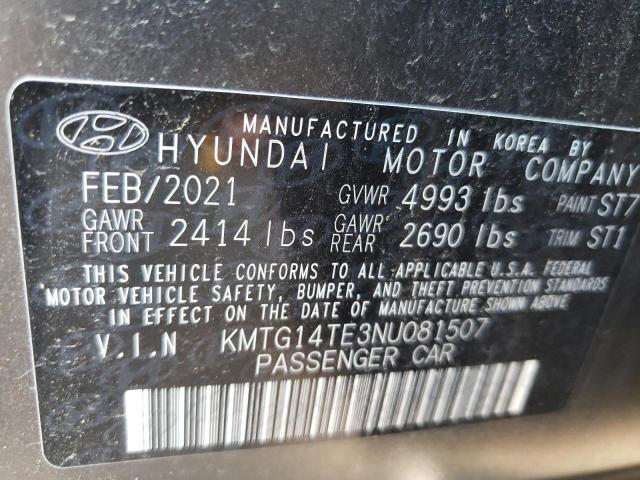 MANUFACTURED IN KOREA BY
HYUNDAI MOTOR COMPANY
FEB/2021 GVWR 4993 lbs PAINT ST7
GAWR FRONT 2414 lbs GAWR REAR 2690 lbs TRIM ST1
THIS VEHICLE CONFORMS TO ALL APPLICABLE U.S.A. FEDERAL
MOTOR VEHICLE SAFETY, BUMPER, AND THEFT PREVENTION STANDARDS
IN EFFECT ON THE DATE OF MANUFACTURE SHOWN ABOVE.
V.I.N KMTG14TE3NU081507
PASSENGER CAR